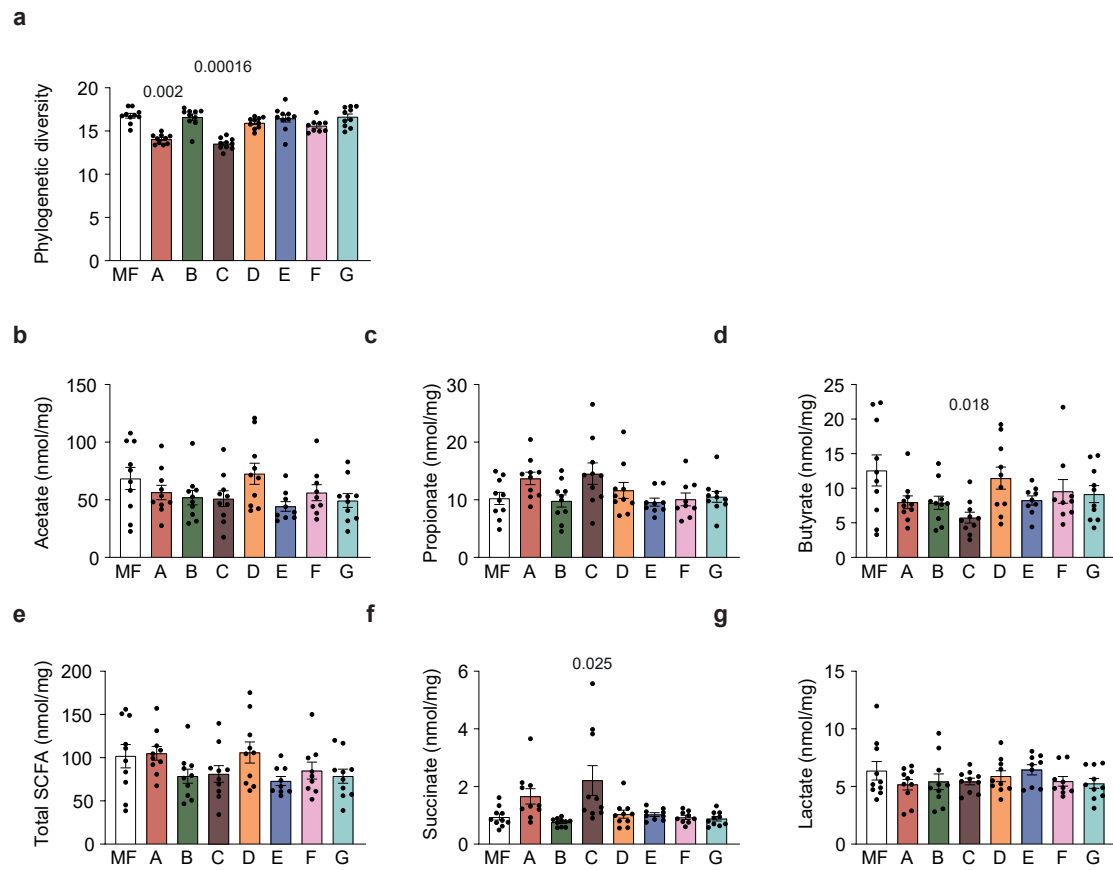 a
0.00016
0.002
20
15
10
5
0
Phylogenetic diversity
MF A B C D E F G
b
150
100
50
0
Acetate (nmol/mg)
MF A B C D E F G
c
30
20
10
0
Propionate (nmol/mg)
MF A B C D E F G
d
25
20
15
10
5
0
0.018
Butyrate (nmol/mg)
MF A B C D E F G
e
200
150
100
50
0
Total SCFA (nmol/mg)
MF A B C D E F G
f
6
4
2
0
0.025
Succinate (nmol/mg)
MF A B C D E F G
g
15
10
5
0
Lactate (nmol/mg)
MF A B C D E F G